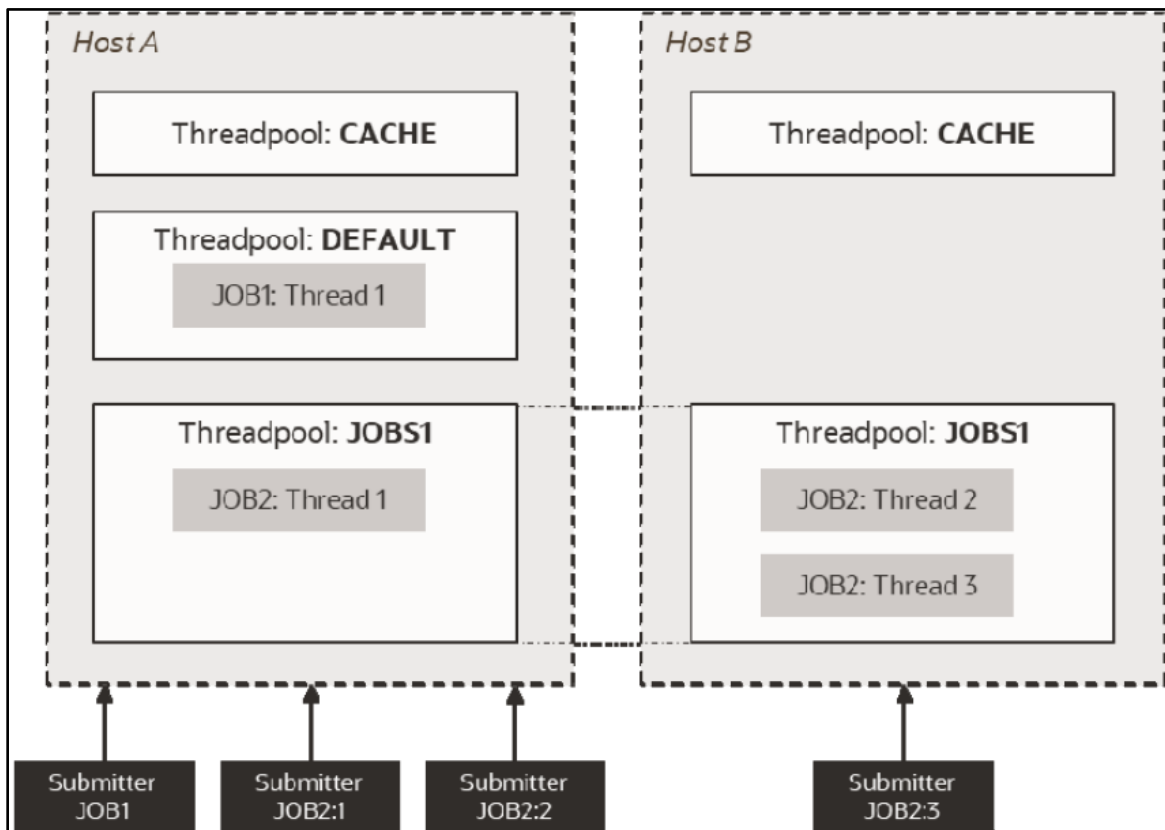 Host A
Threadpool: CACHE
Threadpool: DEFAULT
JOB1: Thread 1
Threadpool: JOBS1
JOB2: Thread 1
Host B
Threadpool: CACHE
Threadpool: JOBS1
JOB2: Thread 2
JOB2: Thread 3
Submitter
JOB1
Submitter
JOB2:1
Submitter
JOB2:2
Submitter
JOB2:3